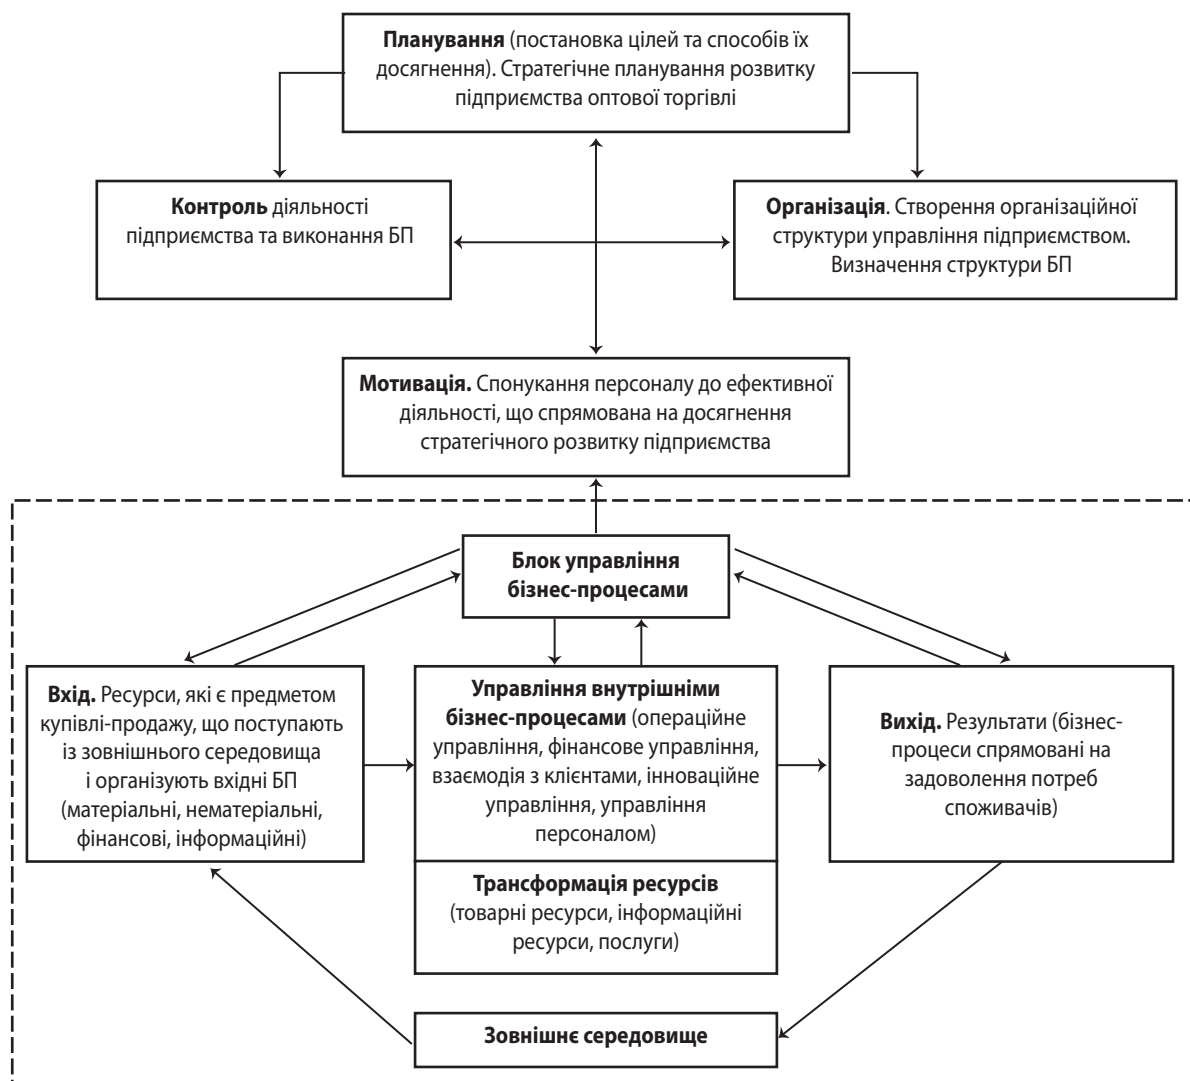 Планування (постановка цілей та способів їх
досягнення). Стратегічне планування розвитку
підприємства оптової торгівлі
Контроль діяльності
підприємства та виконання БП
Організація. Створення організаційної
структури управління підприємством.
Визначення структури БП
Мотивація. Спонукання персоналу до ефективної
діяльності, що спрямована на досягнення
стратегічного розвитку підприємства
Блок управління
бізнес-процесами
Вхід. Ресурси, які є предметом
купівлі-продажу, що поступають
із зовнішнього середовища
і організують вхідні БП
(матеріальні, нематеріальні,
фінансові, інформаційні)
Управління внутрішніми
бізнес-процесами (операційне
управління, фінансове управління,
взаємодія з клієнтами, інноваційне
управління, управління
персоналом)
Трансформація ресурсів
(товарні ресурси, інформаційні
ресурси, послуги)
Вихід. Результати (бізнес-
процеси спрямовані на
задоволення потреб
споживачів)
Зовнішнє середовище